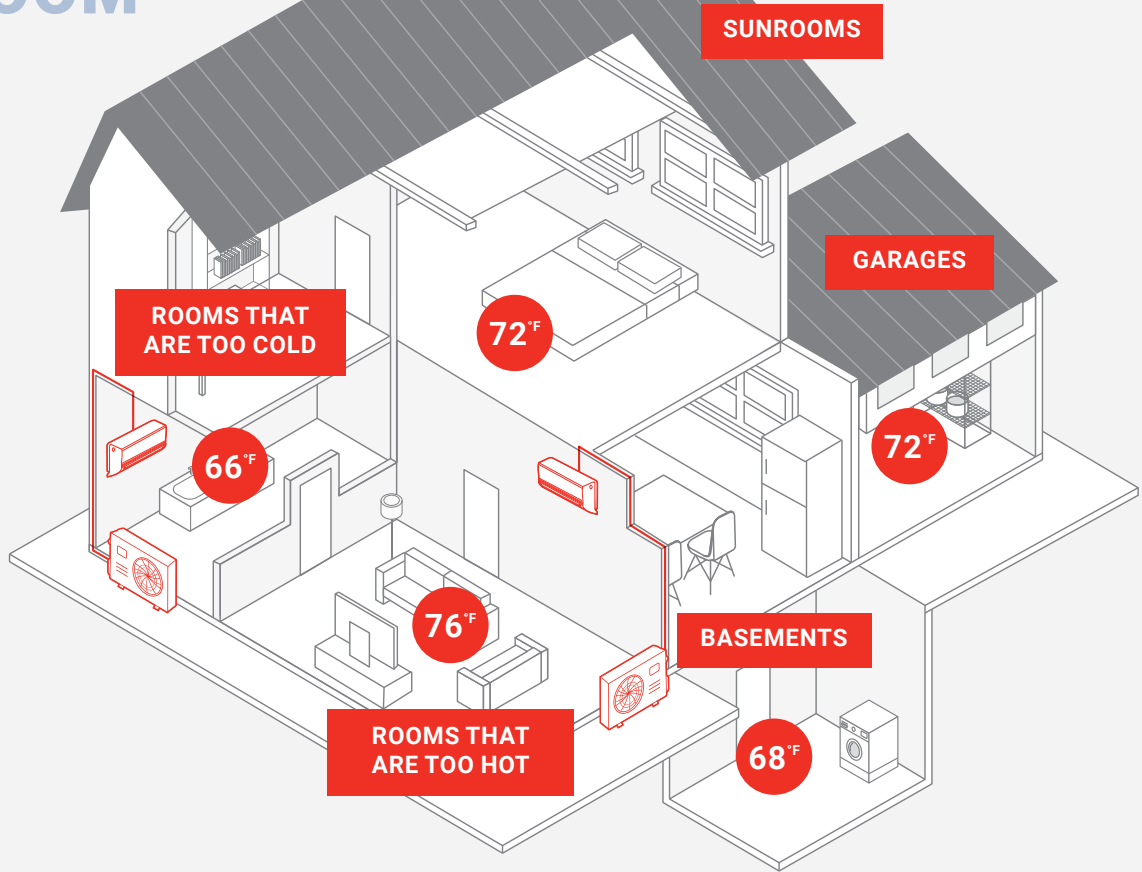 SUNROOMS
GARAGES
ROOMS THAT
ARE TOO COLD
72°F
72°F
66°F
76°F
BASEMENTS
ROOMS THAT
ARE TOO HOT
68°F